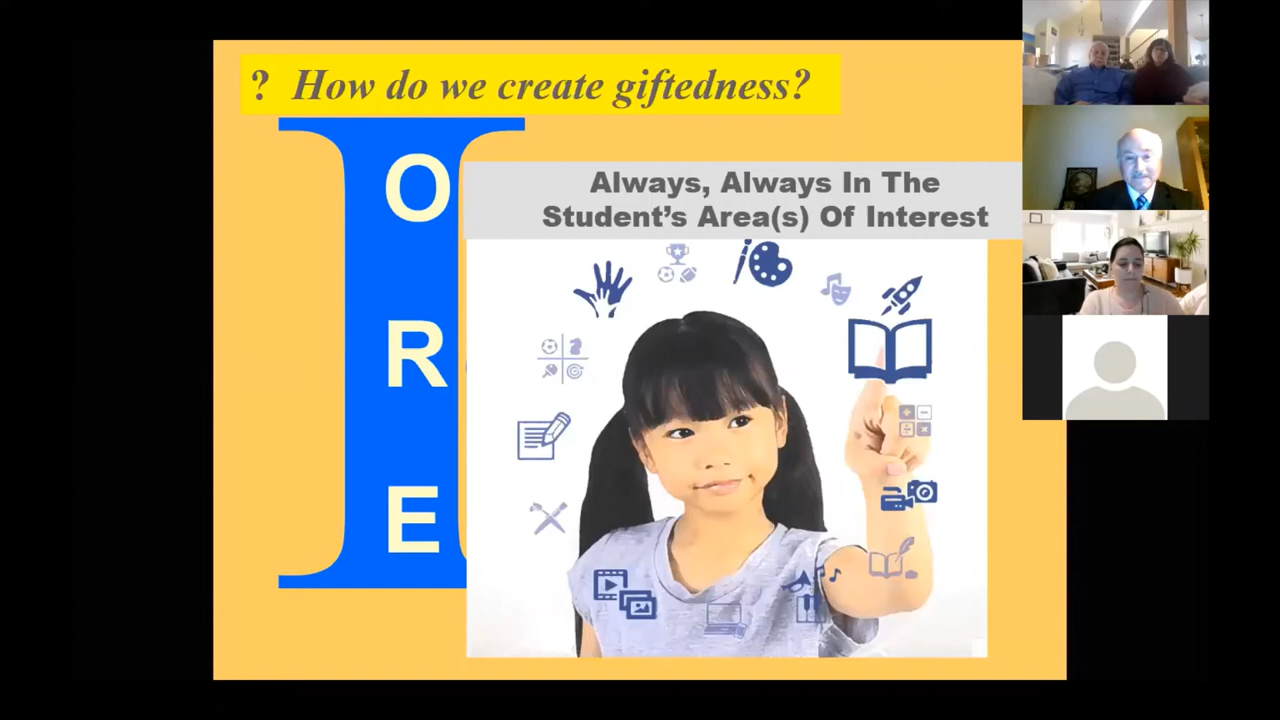 ? How do we create giftedness?
I
O
R
E
Always, Always In The
Student's Area(s) Of Interest